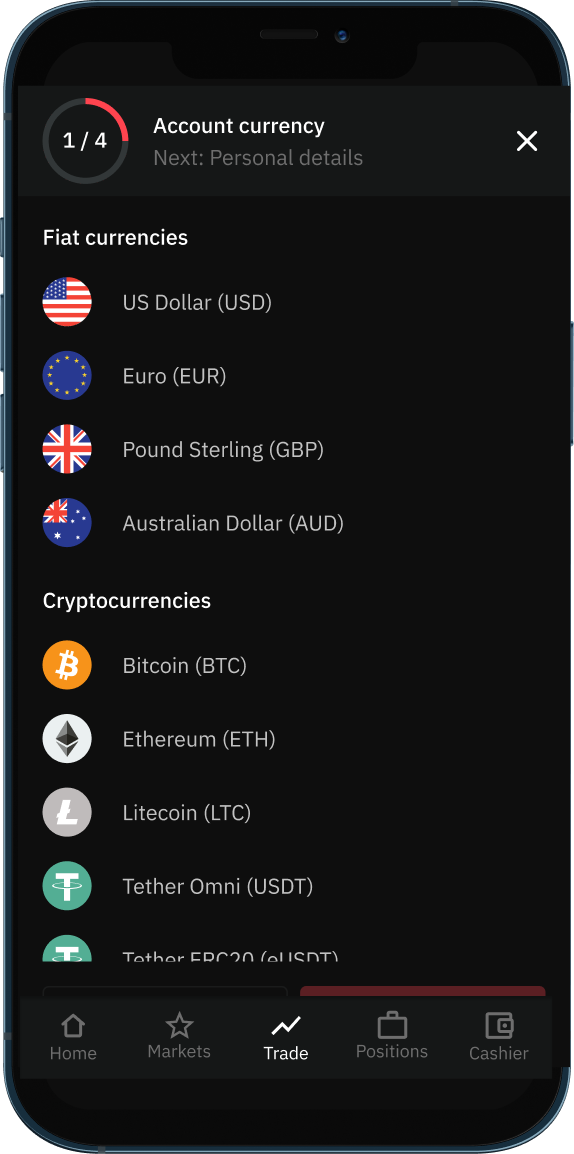 1 / 4
Account currency
Next: Personal details
Fiat currencies
US Dollar (USD)
Euro (EUR)
Pound Sterling (GBP)
Australian Dollar (AUD)
Cryptocurrencies
Bitcoin (BTC)
Ethereum (ETH)
Litecoin (LTC)
Tether Omni (USDT)
Tether ERC20 (eUSDT)
Home
Markets
Trade
Positions
Cashier